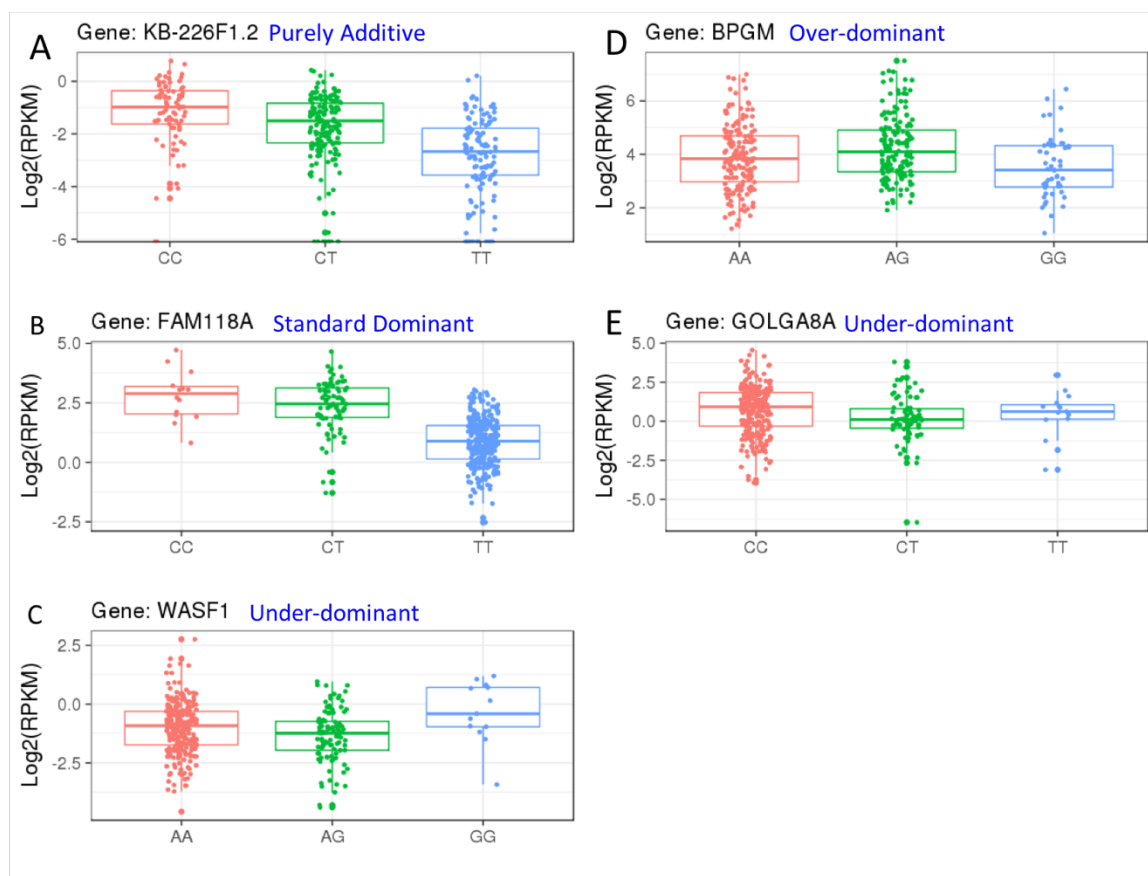 A Gene: KB-226F1.2 Purely Additive
Log2(RPKM)
0
-2
-4
-6
CC CT TT
B Gene: FAM118A Standard Dominant
Log2(RPKM)
5.0
2.5
0.0
-2.5
CC CT TT
C Gene: WASF1 Under-dominant
Log2(RPKM)
2.5
0.0
-2.5
AA AG GG
D Gene: BPGM Over-dominant
Log2(RPKM)
6
4
2
AA AG GG
E Gene: GOLGA8A Under-dominant
Log2(RPKM)
5.0
2.5
0.0
-2.5
-5.0
CC CT TT